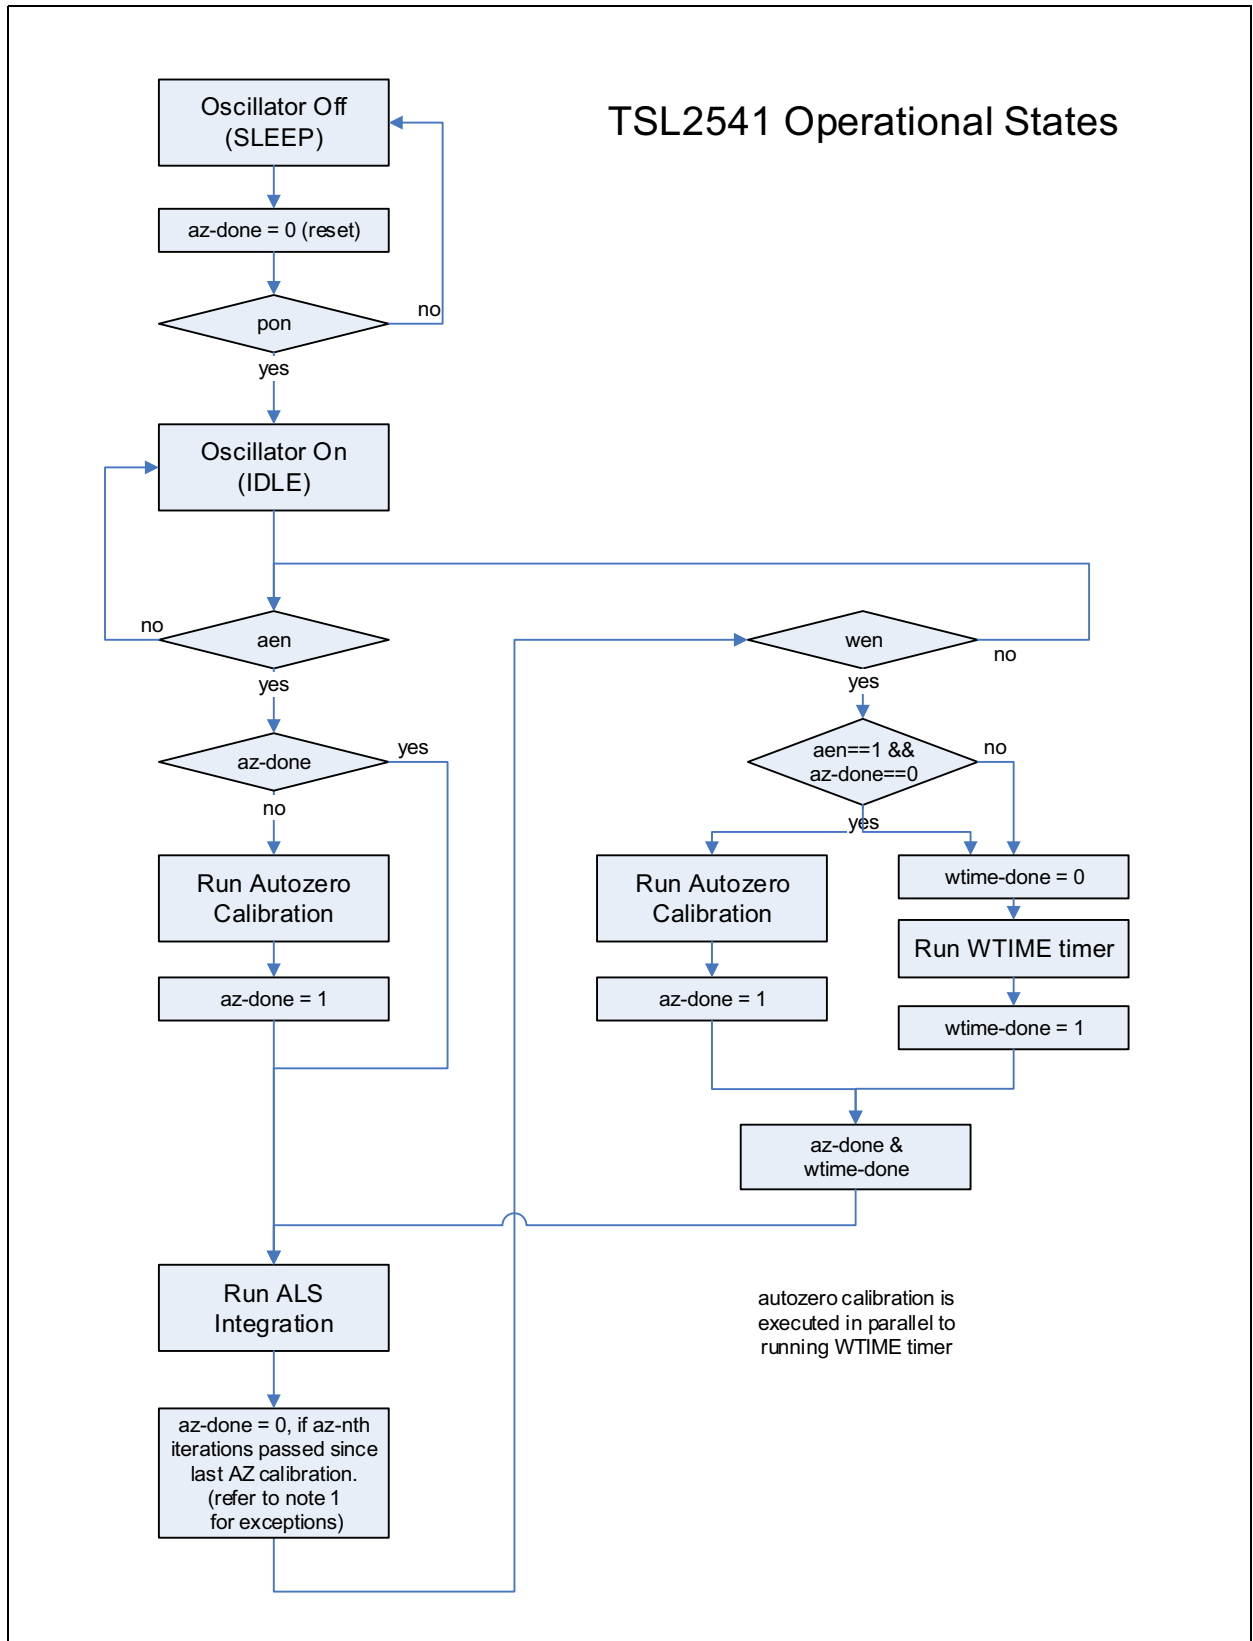 TSL2541 Operational States
Oscillator Off
(SLEEP)
az-done = 0 (reset)
pon
no
yes
Oscillator On
(IDLE)
no
aen
yes
az-done
yes
no
Run Autozero
Calibration
az-done = 1
wen
no
yes
aen==1 &&
az-done==0
no
yes
Run Autozero
Calibration
az-done = 1
wtime-done = 0
Run WTIME timer
wtime-done = 1
az-done &
wtime-done
Run ALS
Integration
autozero calibration is
executed in parallel to
running WTIME timer
az-done = 0, if az-nth
iterations passed since
last AZ calibration.
(refer to note 1
for exceptions)